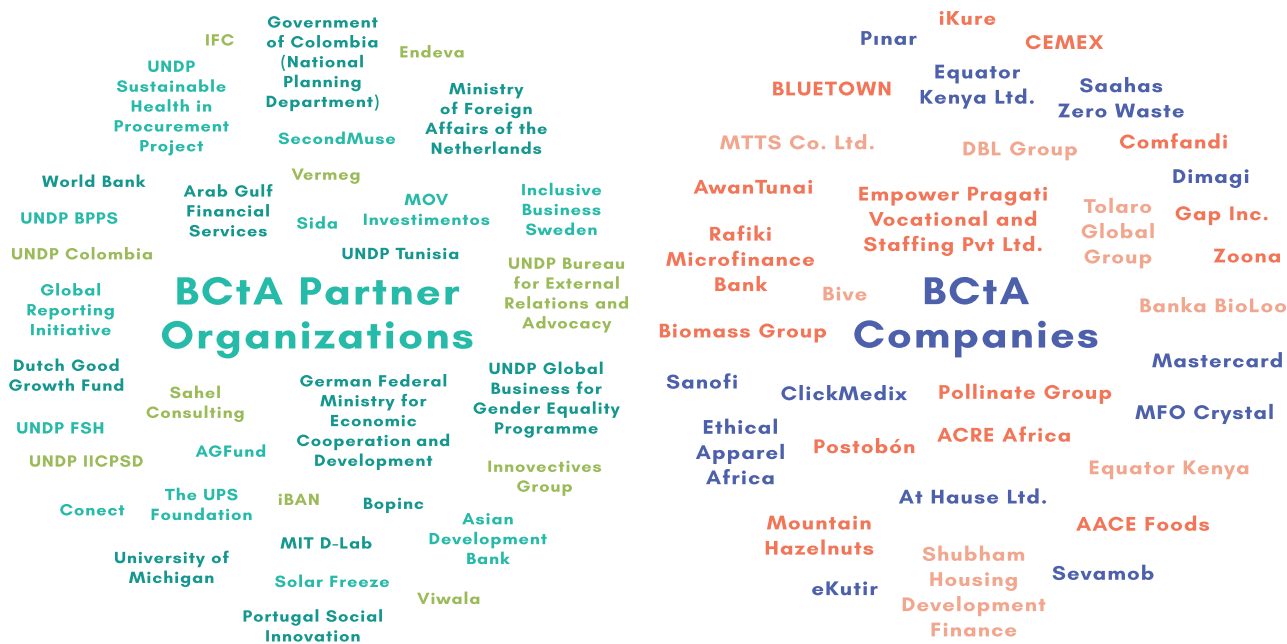 IFC
Government
of Colombia
(National
Planning
Department)
Endeva
UNDP
Sustainable
Health in
Procurement
Project
Ministry
of Foreign
Affairs of the
Netherlands
SecondMuse
Vermeg
World Bank
Arab Gulf
Financial
Services
MOV
Investimentos
Inclusive
Business
Sweden
UNDP BPPS
Sida
UNDP Colombia
UNDP Tunisia
UNDP Bureau
for External
Relations and
Advocacy
BCtA Partner
Organizations
Global
Reporting
Initiative
Dutch Good
Growth Fund
Sahel
Consulting
German Federal
Ministry for
Economic
Cooperation and
Development
UNDP Global
Business for
Gender Equality
Programme
UNDP FSH
AGFund
UNDP IICPSD
Innovectives
Group
Conect
The UPS
Foundation
iBAN
Bopinc
Asian
Development
Bank
University of
Michigan
MIT D-Lab
Solar Freeze
Viwala
Portugal Social
Innovation
iKure
Pınar
CEMEX
BLUETOWN
Equator
Kenya Ltd.
Saahas
Zero Waste
MTTS Co. Ltd.
DBL Group
Comfandi
AwanTunai
Empower Pragati
Vocational and
Staffing Pvt Ltd.
Dimagi
Tolaro
Global
Group
Gap Inc.
Rafiki
Microfinance
Bank
Zoona
Bive
BCtA
Companies
Banka BioLoo
Biomass Group
Mastercard
Sanofi
ClickMedix
Pollinate Group
MFO Crystal
Ethical
Apparel
Africa
Postobón
ACRE Africa
Equator Kenya
At Hause Ltd.
Mountain
Hazelnuts
AACE Foods
Shubham
Housing
Development
Finance
eKutir
Sevamob